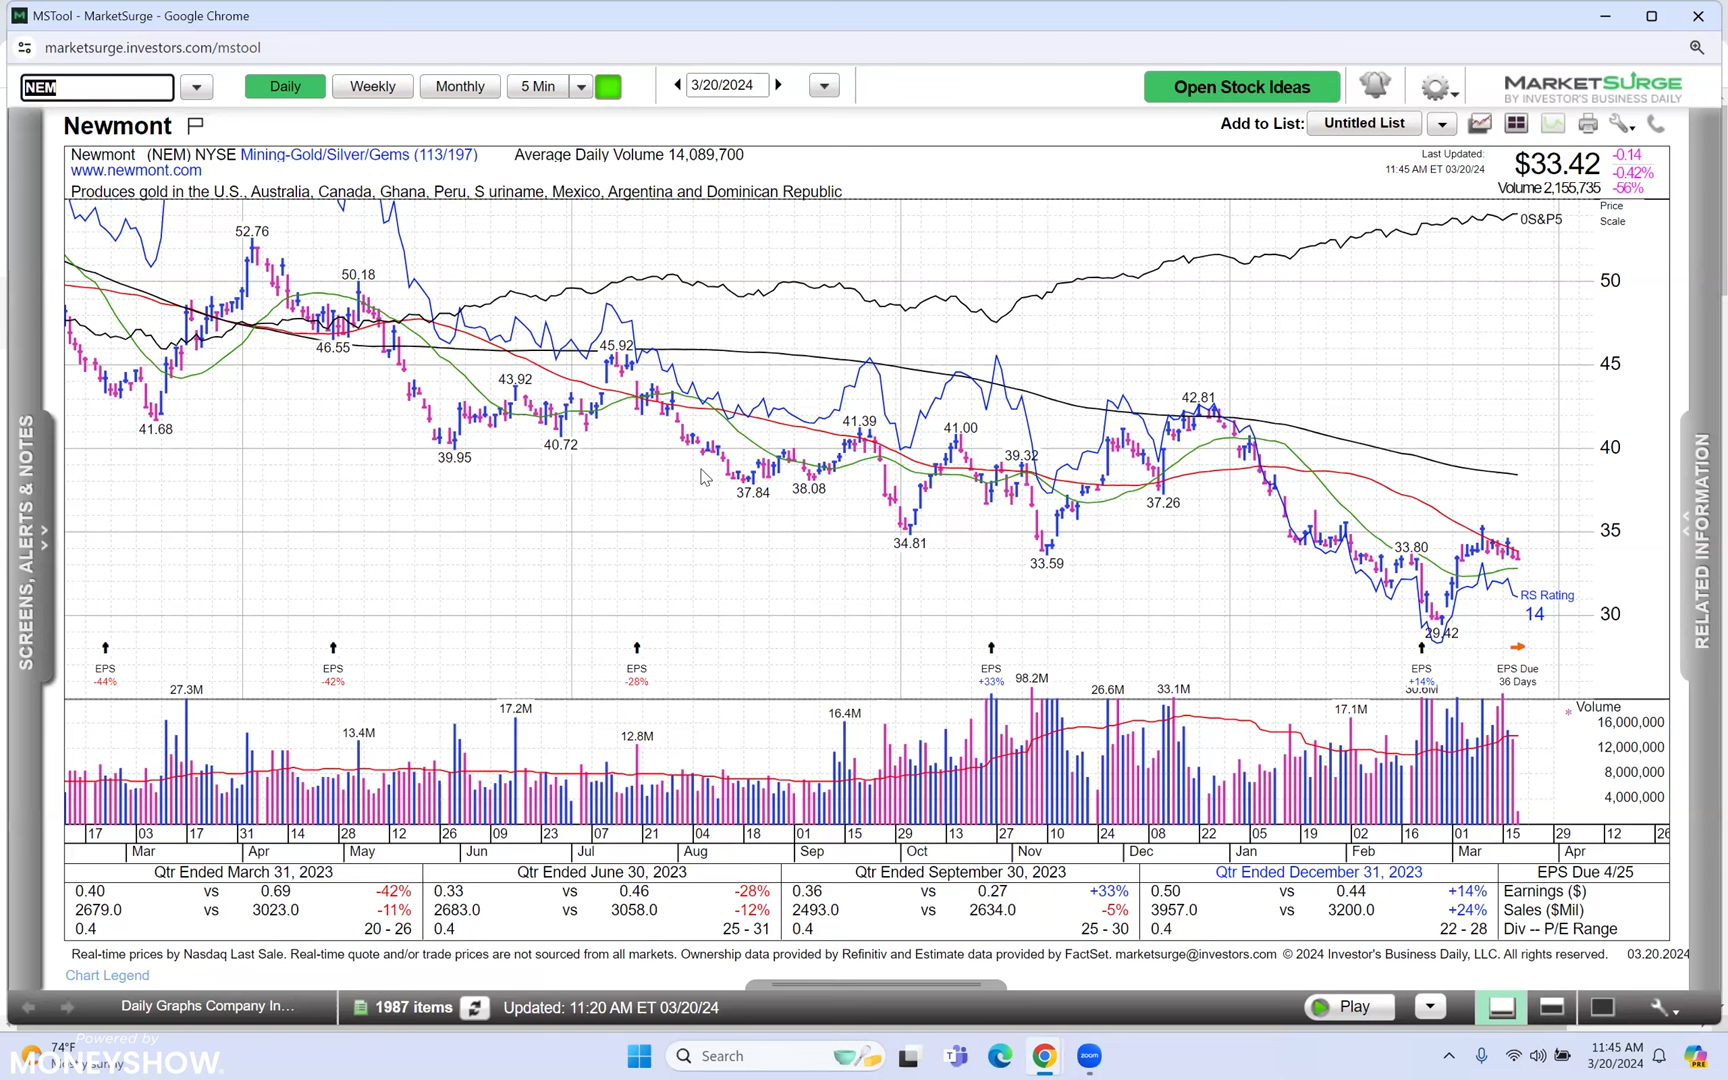 MSTool - MarketSurge - Google Chrome
marketsurge.investors.com/mstool
NEM
Daily
Weekly
Monthly
5 Min
3/20/2024
Open Stock Ideas
MARKETSURGE
BY INVESTOR'S BUSINESS DAILY
Newmont
Add to List:
Untitled List
Newmont (NEM) NYSE Mining-Gold/Silver/Gems (113/197) Average Daily Volume 14,089,700
www.newmont.com
Produces gold in the U.S., Australia, Canada, Ghana, Peru, S uriname, Mexico, Argentina and Dominican Republic
Last Updated:
11:45 AM ET 03/20/24
$33.42
-0.14
-0.42%
Volume 2,155,735 -56%
Price
Scale
0S&P5
50
45
40
35
30
52.76
50.18
46.55
41.68
39.95
43.92
40.72
45.92
37.84
38.08
41.39
34.81
41.00
39.32
33.59
37.26
42.81
33.80
29.42
RS Rating
14
EPS
-44%
EPS
-42%
EPS
-28%
EPS
+33%
EPS
+14%
EPS Due
36 Days
27.3M
13.4M
17.2M
12.8M
16.4M
98.2M
26.6M
33.1M
17.1M
30.6M
* Volume
16,000,000
12,000,000
8,000,000
4,000,000
17 03 17 31 14 28 12 26 09 23 07 21 04 18 01 15 29 13 27 10 24 08 22 05 19 02 16 01 15 29 12 26
Mar Apr May Jun Jul Aug Sep Oct Nov Dec Jan Feb Mar Apr
Qtr Ended March 31, 2023 Qtr Ended June 30, 2023 Qtr Ended September 30, 2023 Qtr Ended December 31, 2023 EPS Due 4/25
0.40 vs 0.69 -42% 0.33 vs 0.46 -28% 0.36 vs 0.27 +33% 0.50 vs 0.44 +14% Earnings ($)
2679.0 vs 3023.0 -11% 2683.0 vs 3058.0 -12% 2493.0 vs 2634.0 -5% 3957.0 vs 3200.0 +24% Sales ($Mil)
0.4 20 - 26 0.4 25 - 31 0.4 25 - 30 0.4 22 - 28 Div -- P/E Range
Real-time prices by Nasdaq Last Sale. Real-time quote and/or trade prices are not sourced from all markets. Ownership data provided by Refinitiv and Estimate data provided by FactSet. marketsurge@investors.com © 2024 Investor's Business Daily, LLC. All rights reserved. 03.20.2024
Chart Legend
SCREENS, ALERTS & NOTES
RELATED INFORMATION
Daily Graphs Company In...
1987 items
Updated: 11:20 AM ET 03/20/24
Play
74°F
Powered by
MONEYSHOW.
Search
zoom
PRE
11:45 AM
3/20/2024